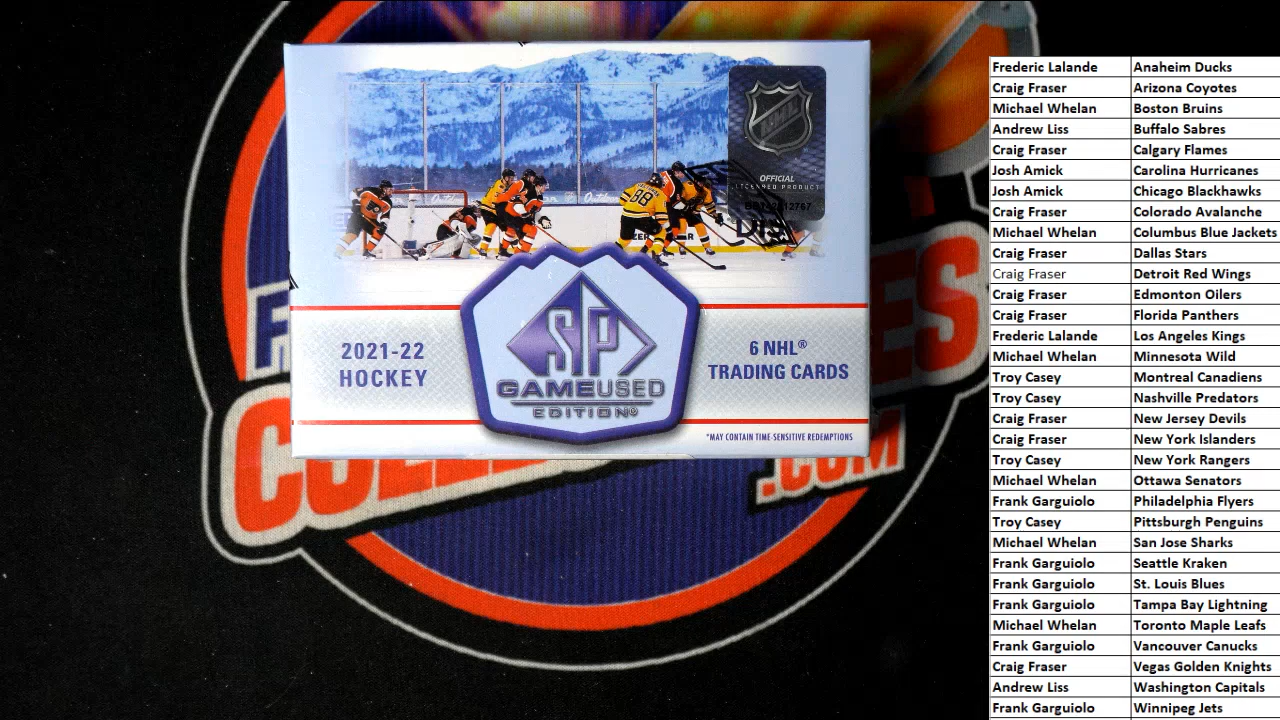 OFFICIAL
LICENSED PRODUCT
88
2021-22
HOCKEY
SP
GAMEUSED
EDITION®
6 NHL®
TRADING CARDS
*MAY CONTAIN TIME-SENSITIVE REDEMPTIONS
.COM
Frederic Lalande Anaheim Ducks
Craig Fraser Arizona Coyotes
Michael Whelan Boston Bruins
Andrew Liss Buffalo Sabres
Craig Fraser Calgary Flames
Josh Amick Carolina Hurricanes
Josh Amick Chicago Blackhawks
Craig Fraser Colorado Avalanche
Michael Whelan Columbus Blue Jackets
Craig Fraser Dallas Stars
Craig Fraser Detroit Red Wings
Craig Fraser Edmonton Oilers
Craig Fraser Florida Panthers
Frederic Lalande Los Angeles Kings
Michael Whelan Minnesota Wild
Troy Casey Montreal Canadiens
Troy Casey Nashville Predators
Craig Fraser New Jersey Devils
Craig Fraser New York Islanders
Troy Casey New York Rangers
Michael Whelan Ottawa Senators
Frank Garguiolo Philadelphia Flyers
Troy Casey Pittsburgh Penguins
Michael Whelan San Jose Sharks
Frank Garguiolo Seattle Kraken
Frank Garguiolo St. Louis Blues
Frank Garguiolo Tampa Bay Lightning
Michael Whelan Toronto Maple Leafs
Frank Garguiolo Vancouver Canucks
Craig Fraser Vegas Golden Knights
Andrew Liss Washington Capitals
Frank Garguiolo Winnipeg Jets